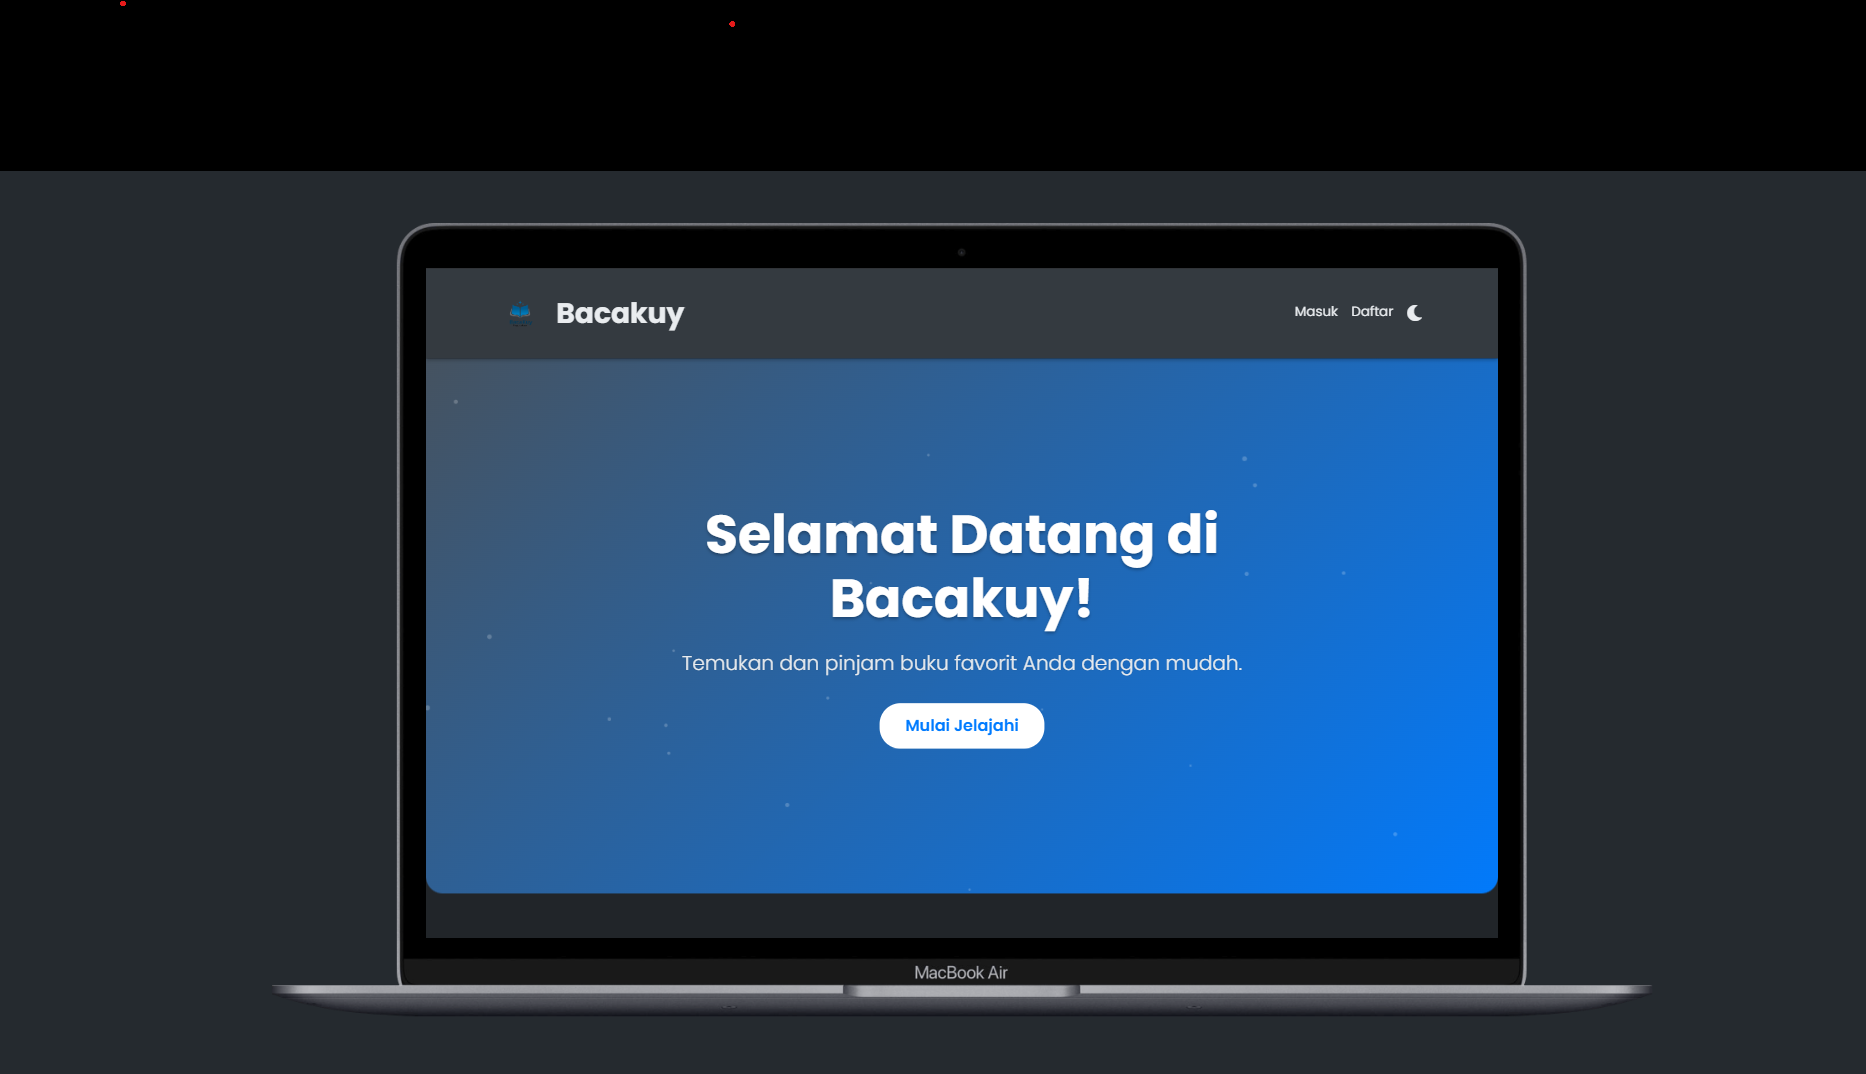 Bacakuy
Masuk Daftar
Selamat Datang di
Bacakuy!
Temukan dan pinjam buku favorit Anda dengan mudah.
Mulai Jelajahi
MacBook Air